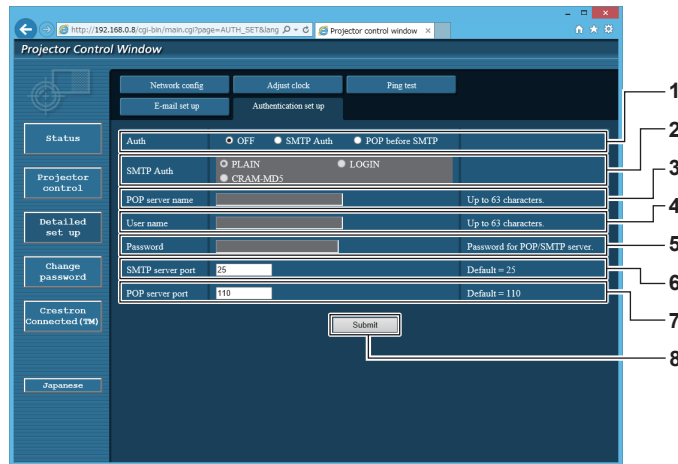 http://192.168.0.8/cgi-bin/main.cgi?page=AUTH_SET&lang
Projector control window
Projector Control Window
Network config
Adjust clock
Ping test
E-mail set up
Authentication set up
1
Status
Auth
OFF
SMTP Auth
POP before SMTP
2
SMTP Auth
PLAIN
LOGIN
CRAM-MD5
Projector
control
3
POP server name
Up to 63 characters.
4
Detailed
set up
User name
Up to 63 characters.
Password
Password for POP/SMTP server.
5
Change
password
SMTP server port
25
Default = 25
6
POP server port
110
Default = 110
7
Crestron
Connected(TM)
Submit
8
Japanese